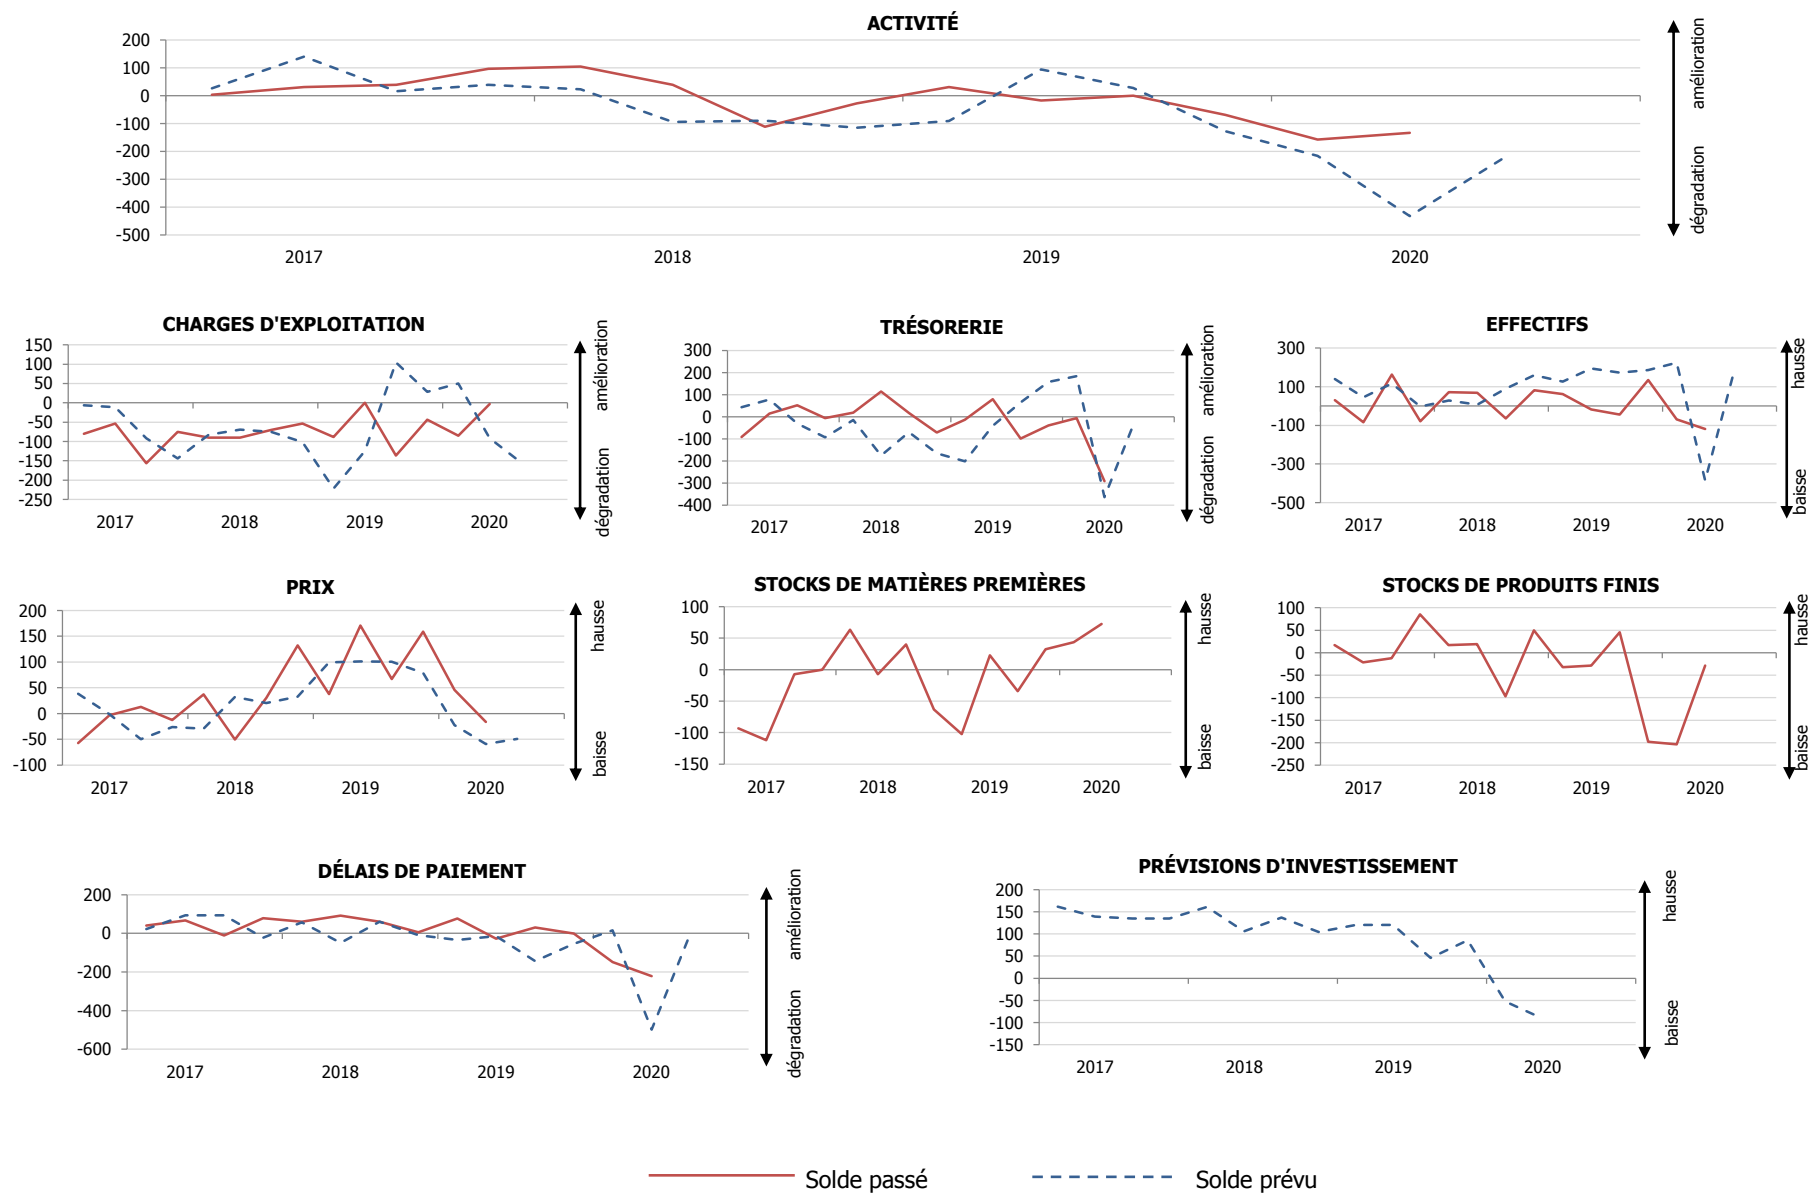 ACTIVITÉ
200
100
0
-100
-200
-300
-400
-500
2017 2018 2019 2020
amélioration
dégradation
CHARGES D'EXPLOITATION
150
100
50
0
-50
-100
-150
-200
-250
2017 2018 2019 2020
amélioration
dégradation
TRÉSORERIE
300
200
100
0
-100
-200
-300
-400
2017 2018 2019 2020
amélioration
dégradation
EFFECTIFS
300
100
-100
-300
-500
2017 2018 2019 2020
hausse
baisse
PRIX
200
150
100
50
0
-50
-100
2017 2018 2019 2020
hausse
baisse
STOCKS DE MATIÈRES PREMIÈRES
100
50
0
-50
-100
-150
2017 2018 2019 2020
hausse
baisse
STOCKS DE PRODUITS FINIS
100
50
0
-50
-100
-150
-200
-250
2017 2018 2019 2020
hausse
baisse
DÉLAIS DE PAIEMENT
200
0
-200
-400
-600
2017 2018 2019 2020
amélioration
dégradation
PRÉVISIONS D'INVESTISSEMENT
200
150
100
50
0
-50
-100
-150
2017 2018 2019 2020
hausse
baisse
Solde passé
Solde prévu